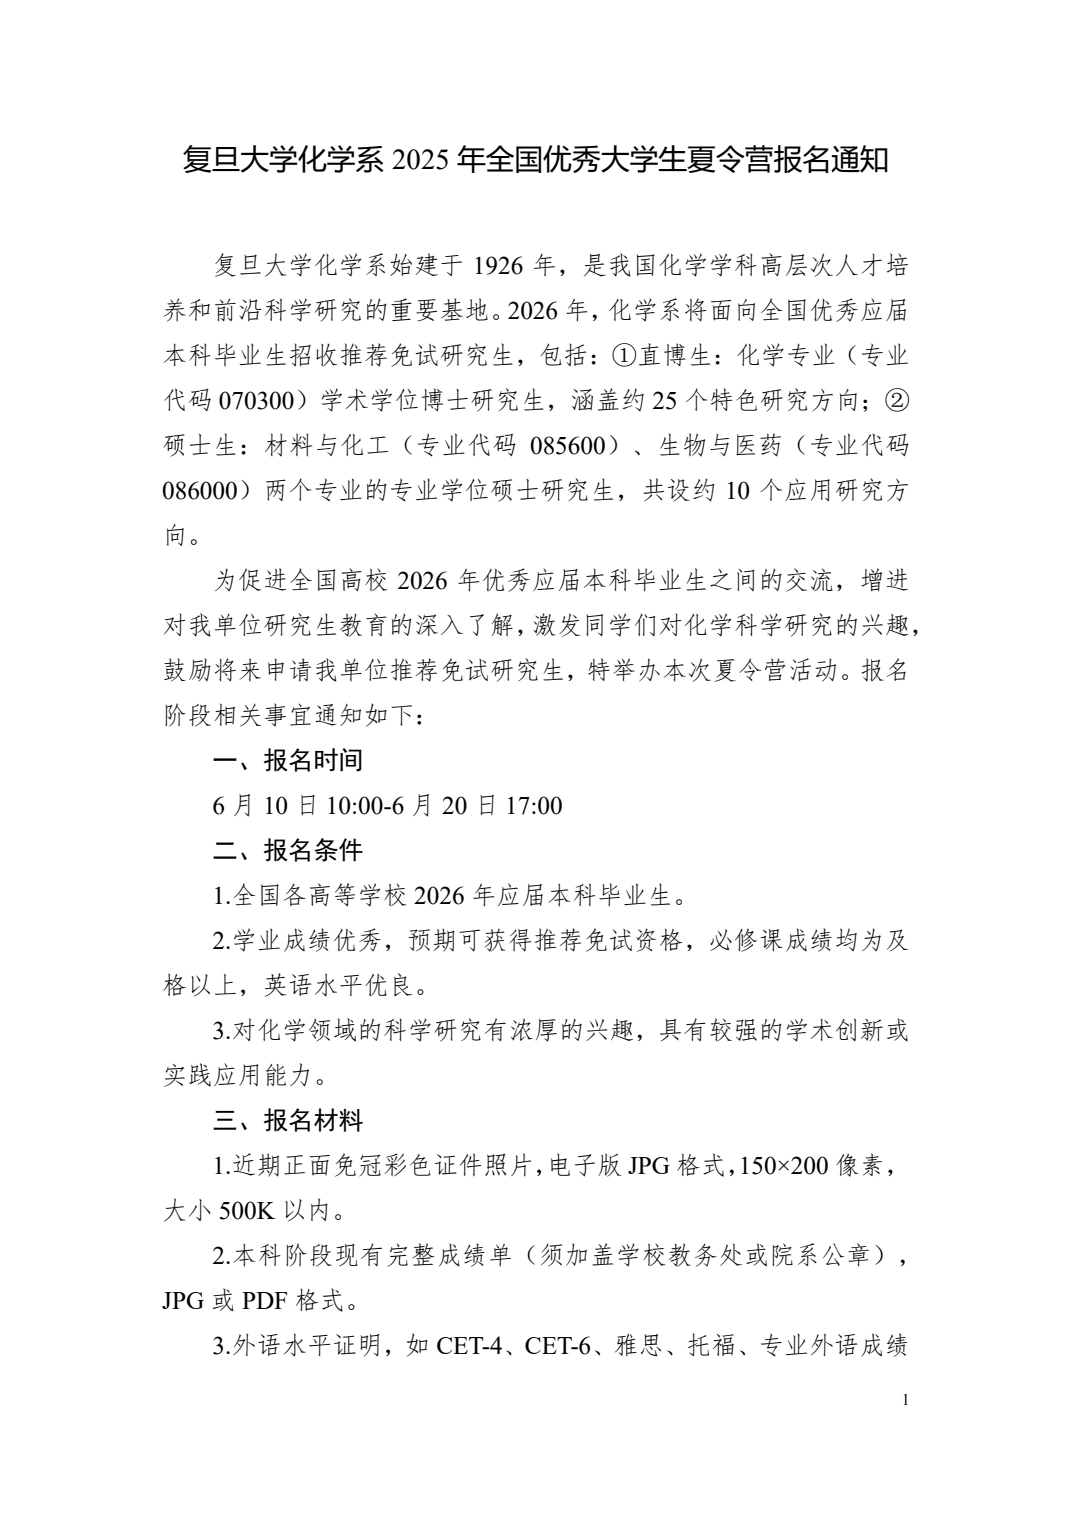 复旦大学化学系 2025 年全国优秀大学生夏令营报名通知
复旦大学化学系始建于 1926 年，是我国化学学科高层次人才培
养和前沿科学研究的重要基地。2026 年，化学系将面向全国优秀应届
本科毕业生招收推荐免试研究生，包括：①直博生：化学专业（专业
代码 070300）学术学位博士研究生，涵盖约 25 个特色研究方向；②
硕士生：材料与化工（专业代码 085600）、生物与医药（专业代码
086000）两个专业的专业学位硕士研究生，共设约 10 个应用研究方
向。
为促进全国高校 2026 年优秀应届本科毕业生之间的交流，增进
对我单位研究生教育的深入了解，激发同学们对化学科学研究的兴趣，
鼓励将来申请我单位推荐免试研究生，特举办本次夏令营活动。报名
阶段相关事宜通知如下：
一、报名时间
6 月 10 日 10:00-6 月 20 日 17:00
二、报名条件
1.全国各高等学校 2026 年应届本科毕业生。
2.学业成绩优秀，预期可获得推荐免试资格，必修课成绩均为及
格以上，英语水平优良。
3.对化学领域的科学研究有浓厚的兴趣，具有较强的学术创新或
实践应用能力。
三、报名材料
1.近期正面免冠彩色证件照片，电子版 JPG 格式，150×200 像素，
大小 500K 以内。
2.本科阶段现有完整成绩单（须加盖学校教务处或院系公章），
JPG 或 PDF 格式。
3.外语水平证明，如 CET-4、CET-6、雅思、托福、专业外语成绩
1